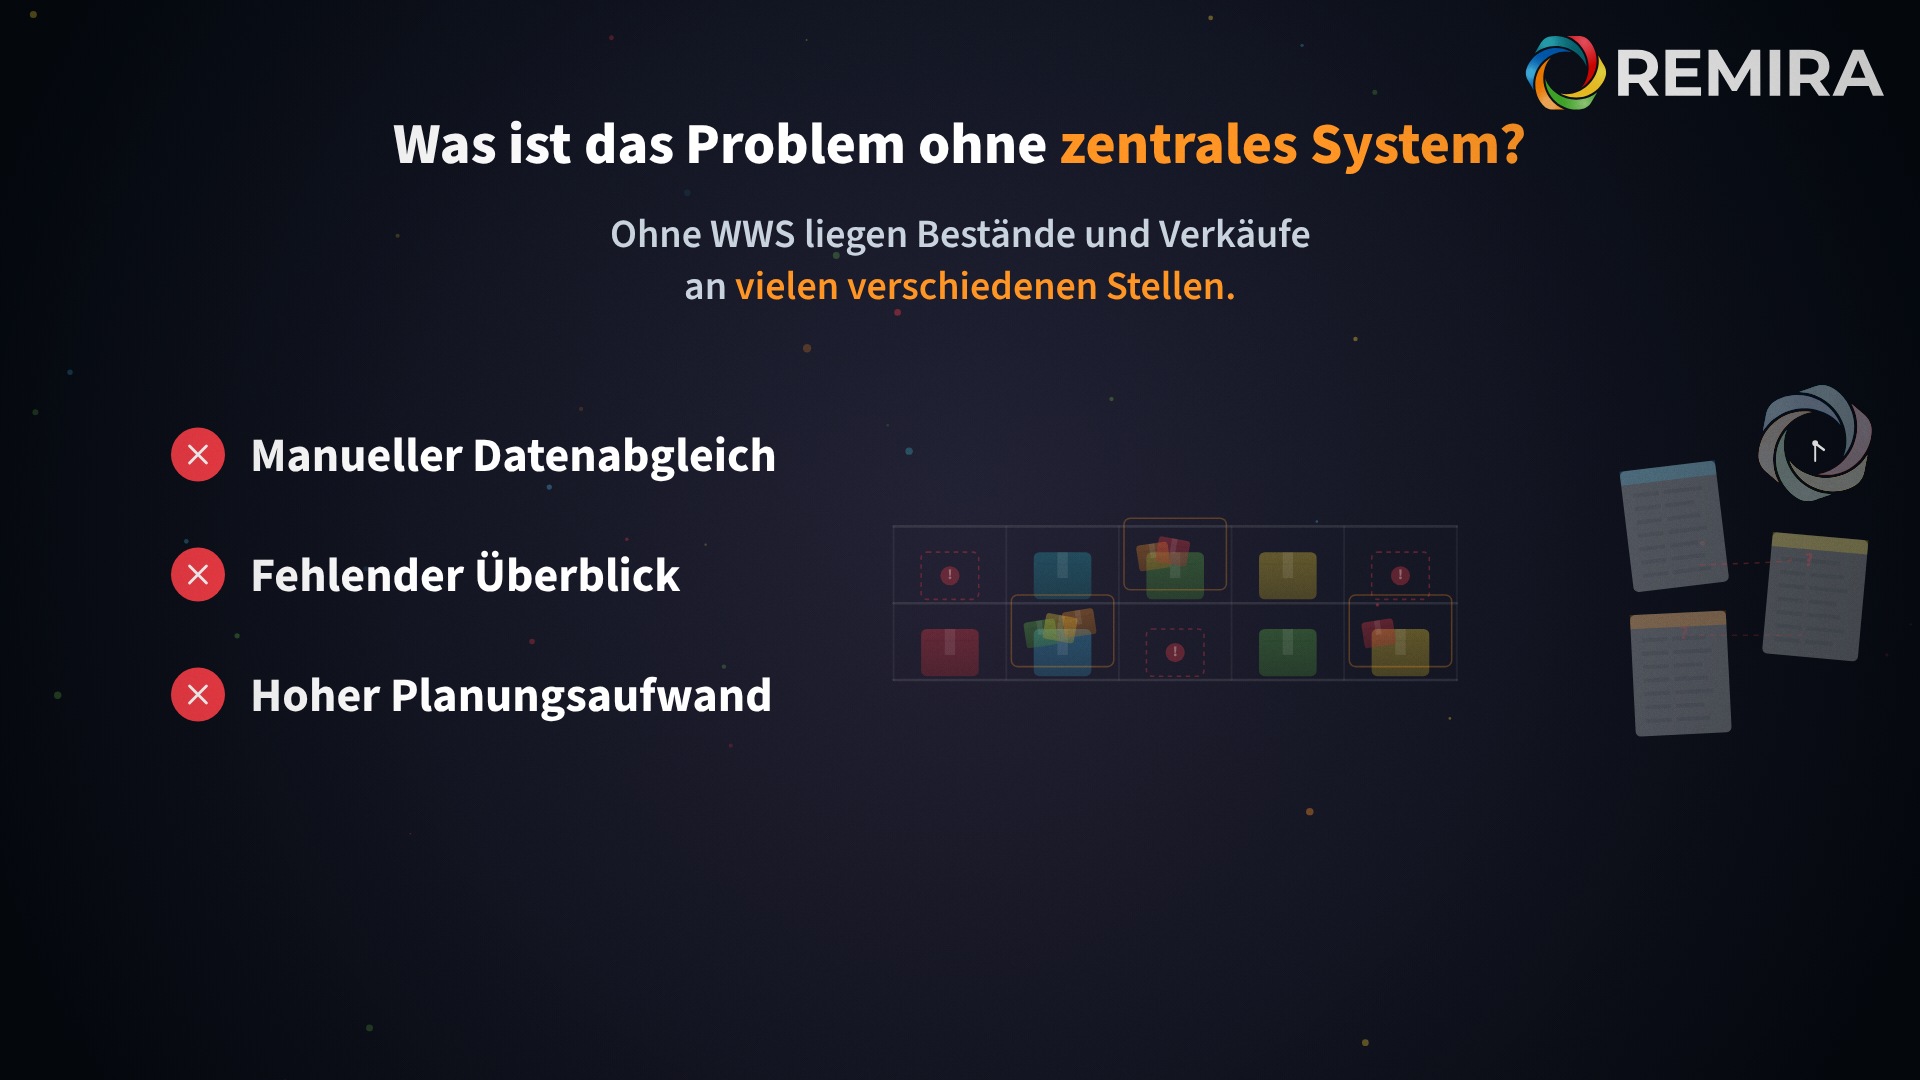 REMIRA
Was ist das Problem ohne zentrales System?
Ohne WWS liegen Bestände und Verkäufe
an vielen verschiedenen Stellen.
Manueller Datenabgleich
Fehlender Überblick
Hoher Planungsaufwand
!
!
!
?
?